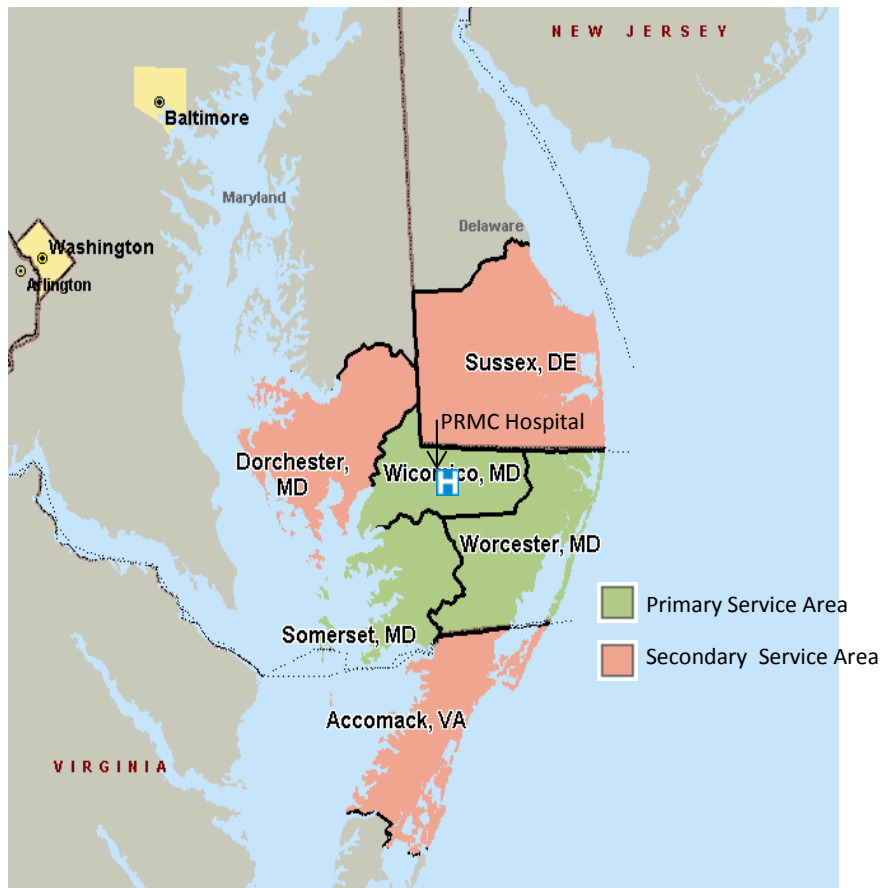 NEW JERSEY
Baltimore
Maryland
Delaware
Washington
Arlington
Sussex, DE
PRMC Hospital
Dorchester,
MD
Wicomico, MD
H
Worcester, MD
Primary Service Area
Somerset, MD
Secondary Service Area
Accomack, VA
VIRGINIA